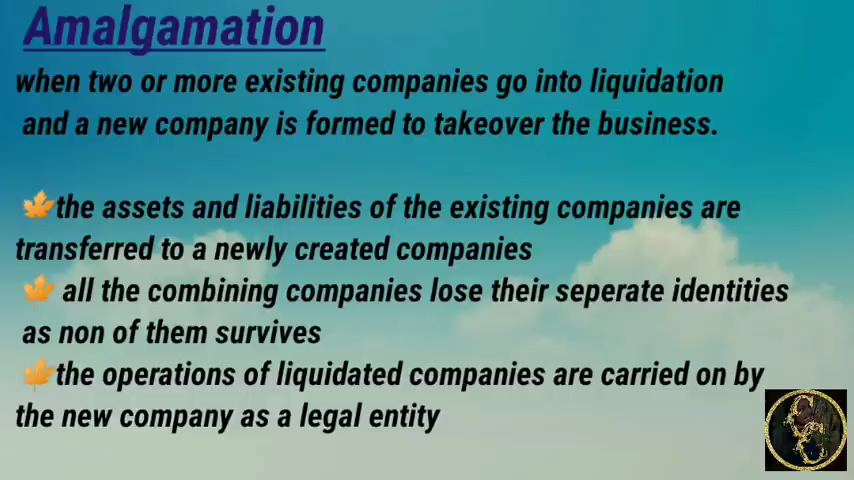 Amalgamation
when two or more existing companies go into liquidation
and a new company is formed to takeover the business.
🍁the assets and liabilities of the existing companies are
transferred to a newly created companies
🍁 all the combining companies lose their seperate identities
as non of them survives
🍁the operations of liquidated companies are carried on by
the new company as a legal entity